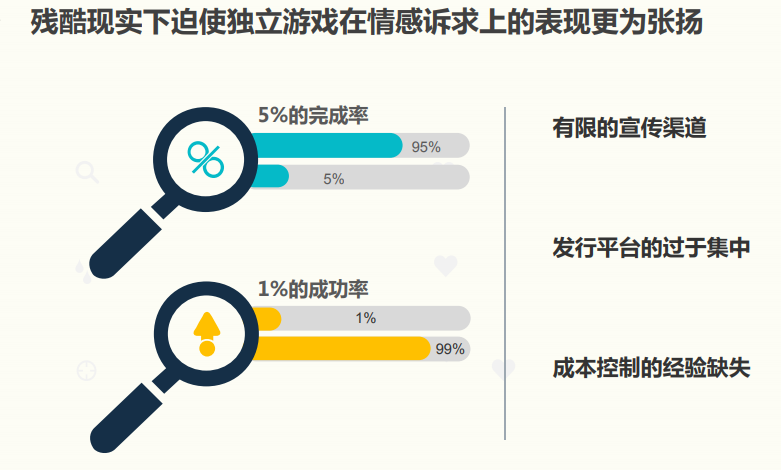 残酷现实下迫使独立游戏在情感诉求上的表现更为张扬
5%的完成率
95%
5%
1%的成功率
1%
99%
有限的宣传渠道
发行平台的过于集中
成本控制的经验缺失